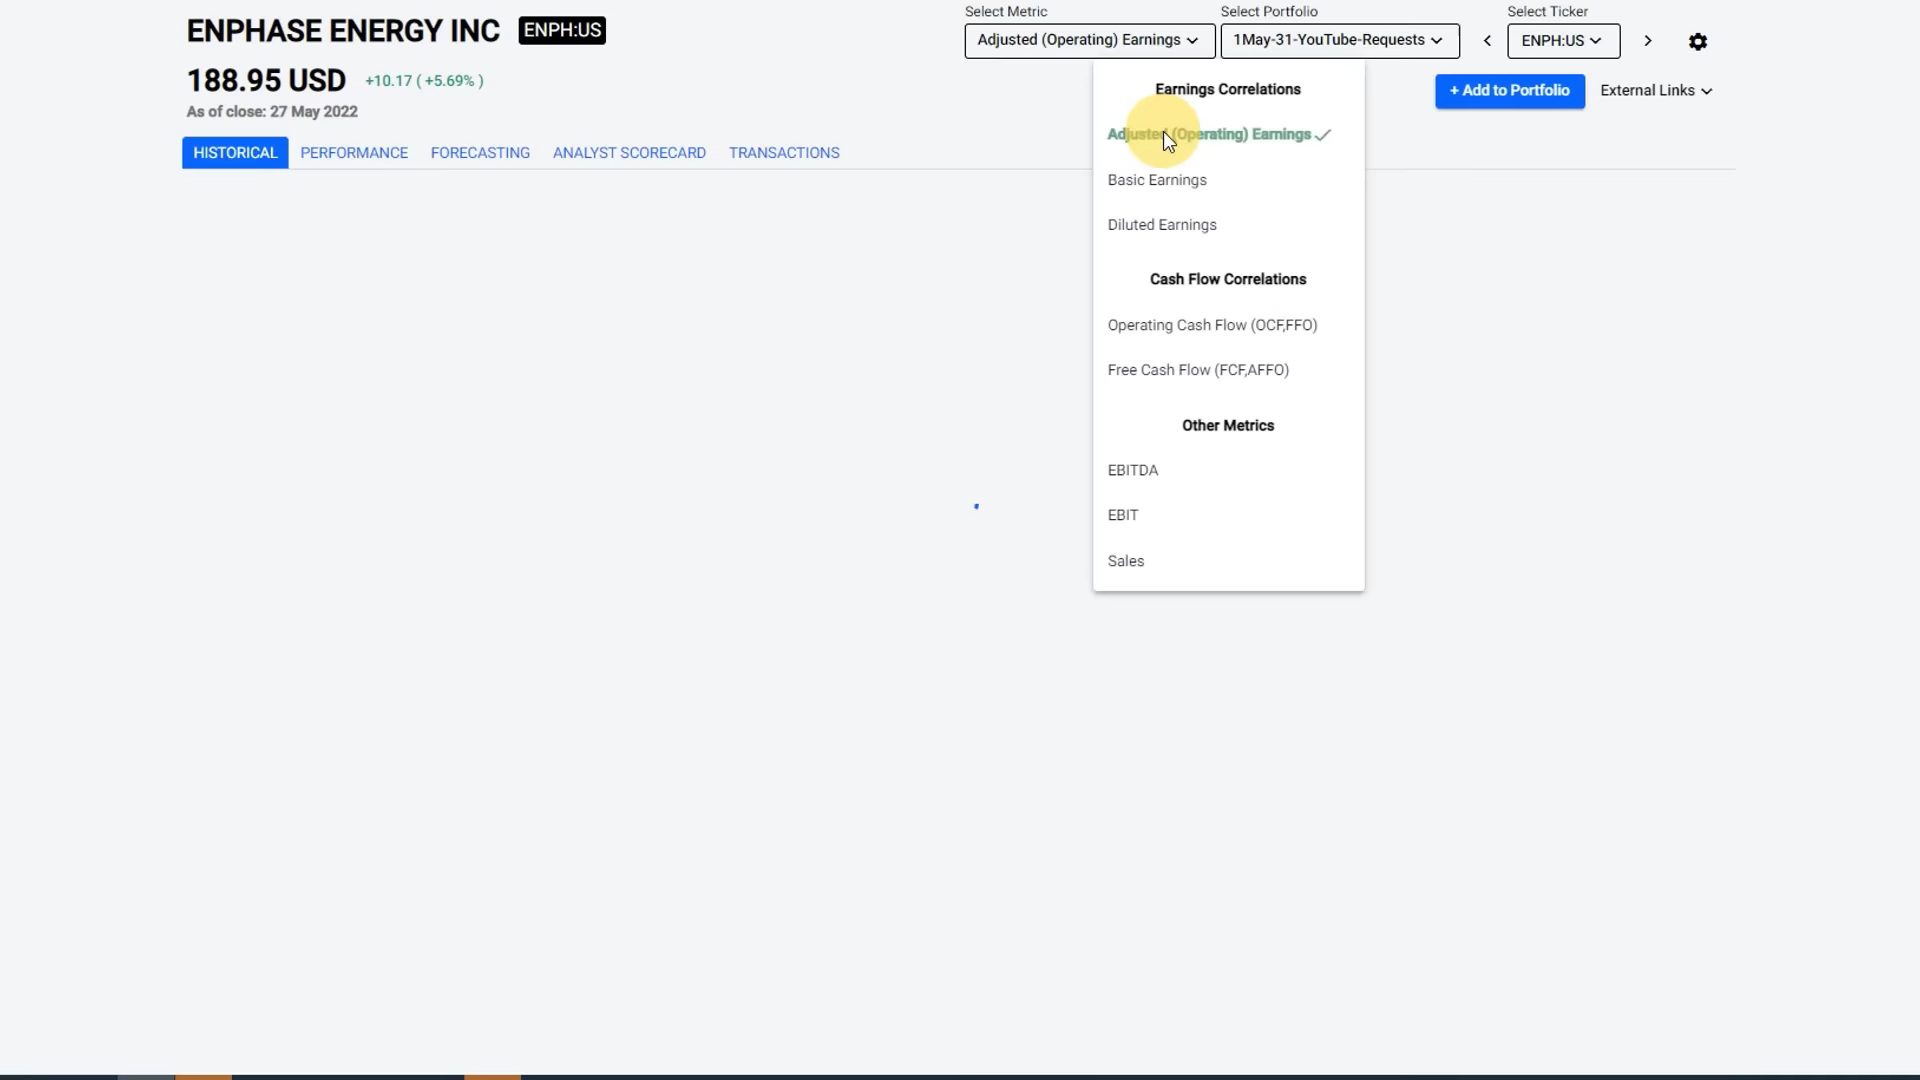 ENPHASE ENERGY INC ENPH:US
188.95 USD +10.17 ( +5.69% )
As of close: 27 May 2022
HISTORICAL PERFORMANCE FORECASTING ANALYST SCORECARD TRANSACTIONS
Select Metric Select Portfolio Select Ticker
Adjusted (Operating) Earnings 1May-31-YouTube-Requests ENPH:US
+ Add to Portfolio External Links
Earnings Correlations
Adjusted (Operating) Earnings
Basic Earnings
Diluted Earnings
Cash Flow Correlations
Operating Cash Flow (OCF,FFO)
Free Cash Flow (FCF,AFFO)
Other Metrics
EBITDA
EBIT
Sales